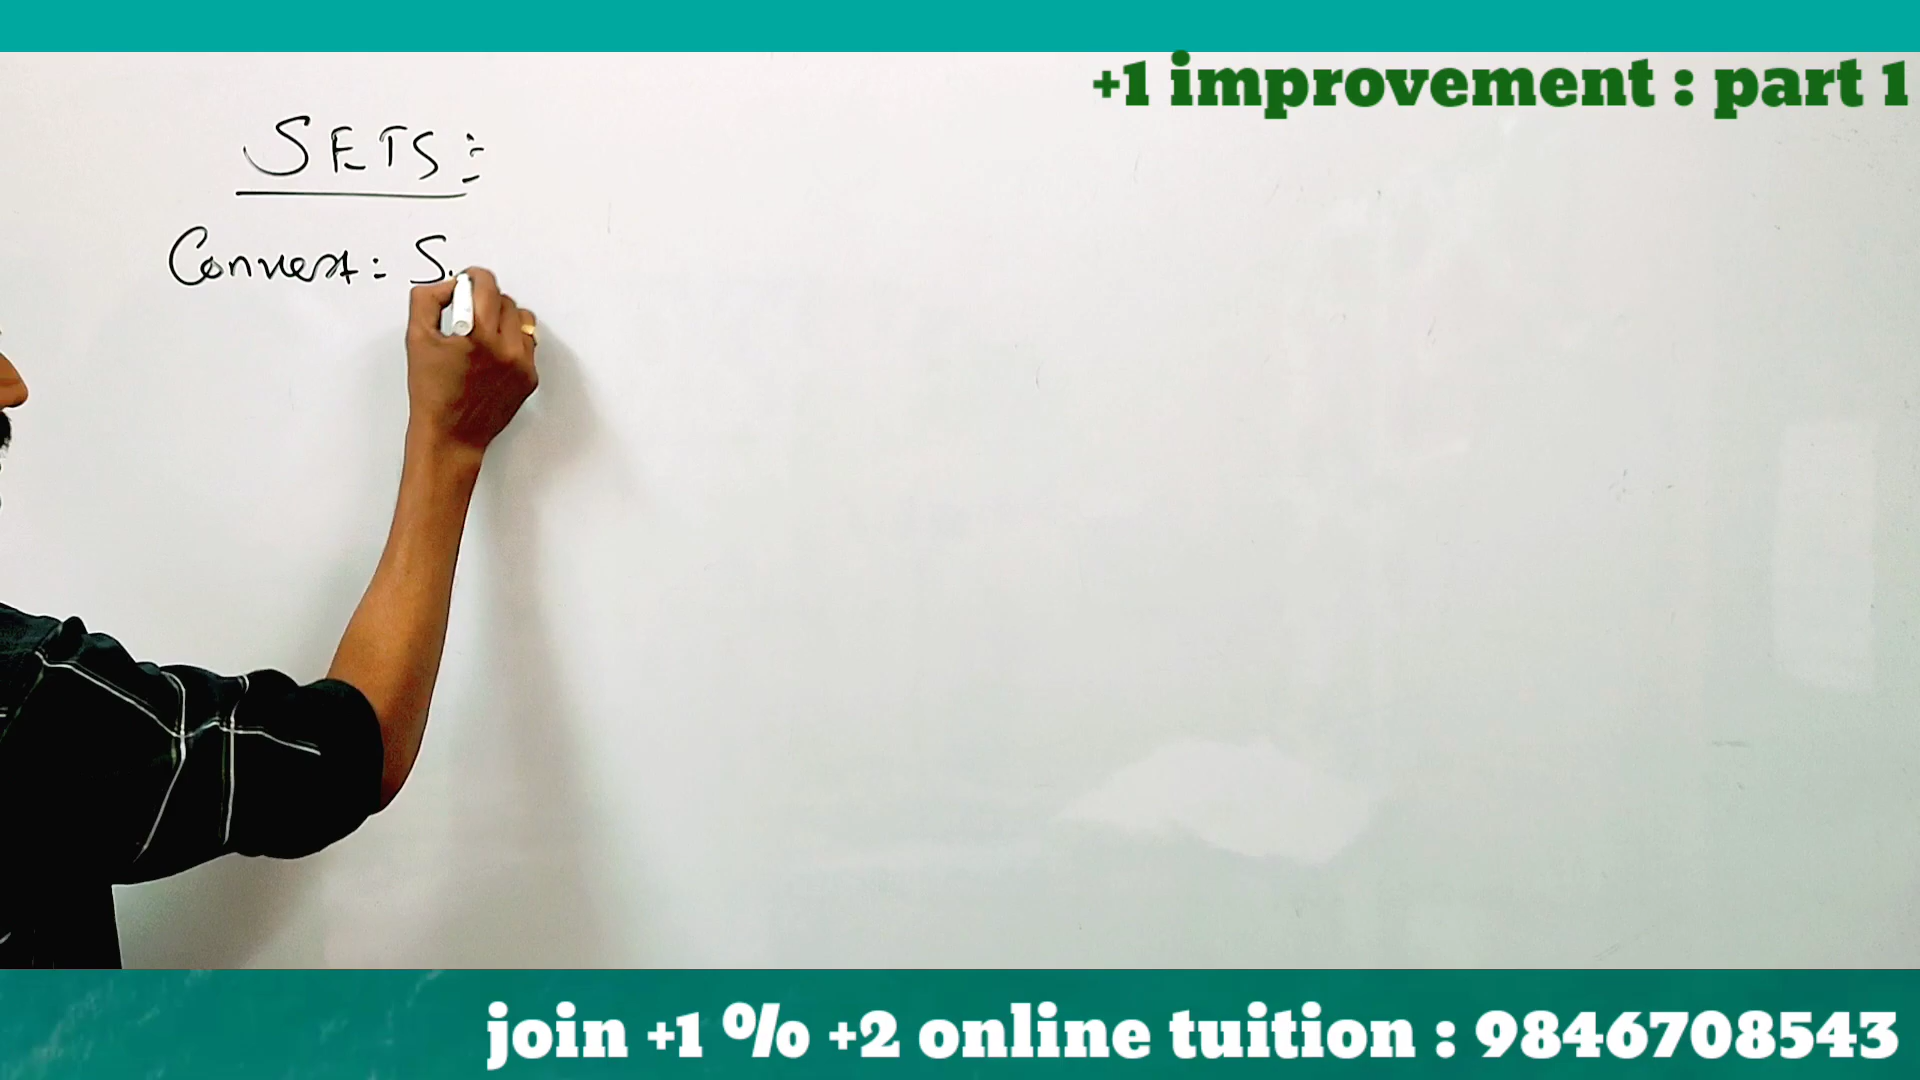 +1 improvement : part 1
SETS :-
Convert : S
join +1 % +2 online tuition : 9846708543